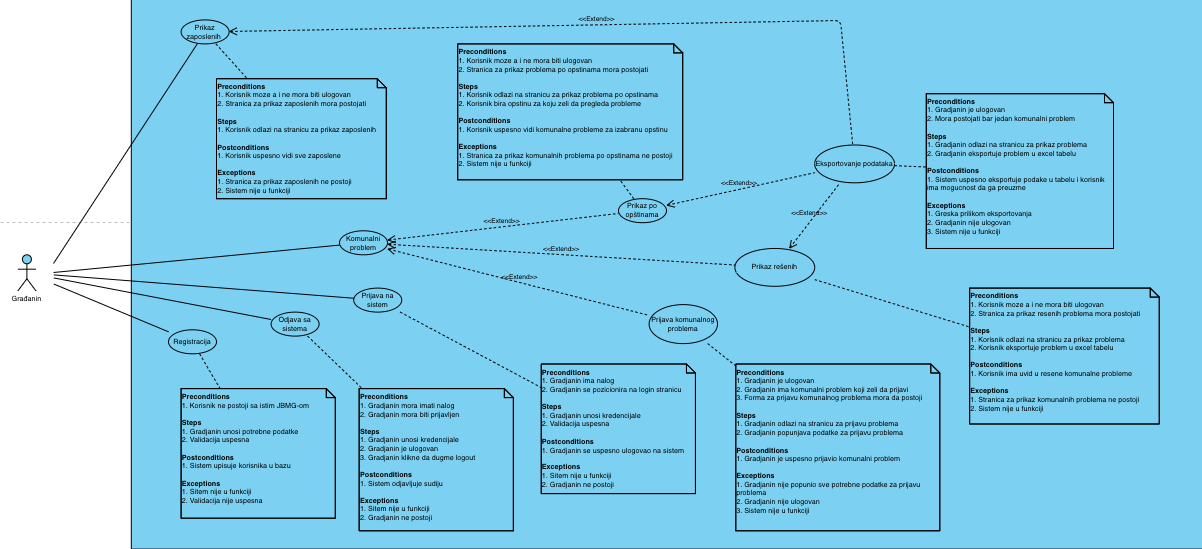 Prikaz
zaposlenih
<<Extend>>
Preconditions
1. Korisnik moze a i ne mora biti ulogovan
2. Stranica za prikaz zaposlenih mora postojati
Steps
1. Korisnik odlazi na stranicu za prikaz zaposlenih
Postconditions
1. Korisnik uspesno vidi sve zaposlene
Exceptions
1. Stranica za prikaz zaposlenih ne postoji
2. Sistem nije u funkciji
Preconditions
1. Korisnik moze a i ne mora biti ulogovan
2. Stranica za prikaz problema po opstinama mora postojati
Steps
1. Korisnik odlazi na stranicu za prikaz problema po opstinama
2. Korisnik bira opstinu za koju zeli da pregleda probleme
Postconditions
1. Korisnik uspesno vidi komunalne probleme za izabranu opstinu
Exceptions
1. Stranica za prikaz komunalnih problema po opstinama ne postoji
2. Sistem nije u funkciji
Eksportovanje podataka
Preconditions
1. Gradjanin je ulogovan
2. Mora postojati bar jedan komunalni problem
Steps
1. Gradjanin odlazi na stranicu za prikaz problema
2. Gradjanin eksportuje problem u excel tabelu
Postconditions
1. Sistem uspesno eksportuje podake u tabelu i korisnik
ima mogucnost da ga preuzme
Exceptions
1. Greska prilikom eksportovanja
2. Gradjanin nije ulogovan
3. Sistem nije u funkciji
<<Extend>>
<<Extend>>
Prikaz po
opštinama
<<Extend>>
Komunalni
problem
<<Extend>>
Prikaz rešenih
<<Extend>>
Građanin
Prijava na
sistem
Odjava sa
sistema
Registracija
Prijava komunalnog
problema
Preconditions
1. Korisnik moze a i ne mora biti ulogovan
2. Stranica za prikaz resenih problema mora postojati
Steps
1. Korisnik odlazi na stranicu za prikaz problema
2. Korisnik eksportuje problem u excel tabelu
Postconditions
1. Korisnik ima uvid u resene komunalne probleme
Exceptions
1. Stranica za prikaz komunalnih problema ne postoji
2. Sistem nije u funkciji
Preconditions
1. Korisnik ne postoji sa istim JBMG-om
Steps
1. Gradjanin unosi potrebne podatke
2. Validacija uspesna
Postconditions
1. Sistem upisuje korisnika u bazu
Exceptions
1. Sitem nije u funkciji
2. Validacija nije uspesna
Preconditions
1. Gradjanin mora imati nalog
2. Gradjanin mora biti prijavljen
Steps
1. Gradjanin unosi kredencijale
2. Gradjanin je ulogovan
3. Gradjanin klikne da dugme logout
Postconditions
1. Sistem odjavljuje sudiju
Exceptions
1. Sitem nije u funkciji
2. Gradjanin ne postoji
Preconditions
1. Gradjanin ima nalog
2. Gradjanin se pozicionira na login stranicu
Steps
1. Gradjanin unosi kredencijale
2. Validacija uspesna
Postconditions
1. Gradjanin se uspesno ulogovao na sistem
Exceptions
1. Sitem nije u funkciji
2. Gradjanin ne postoji
Preconditions
1. Gradjanin je ulogovan
2. Gradjanin ima komunalni problem koji zeli da prijavi
3. Forma za prijavu komunalnog problema mora da postoji
Steps
1. Gradjanin odlazi na stranicu za prijavu problema
2. Gradjanin popunjava podatke za prijavu problema
Postconditions
1. Gradjanin je uspesno prijavio komunalni problem
Exceptions
1. Gradjanin nije popunio sve potrebne podatke za prijavu
problema
2. Gradjanin nije ulogovan
3. Sistem nije u funkciji